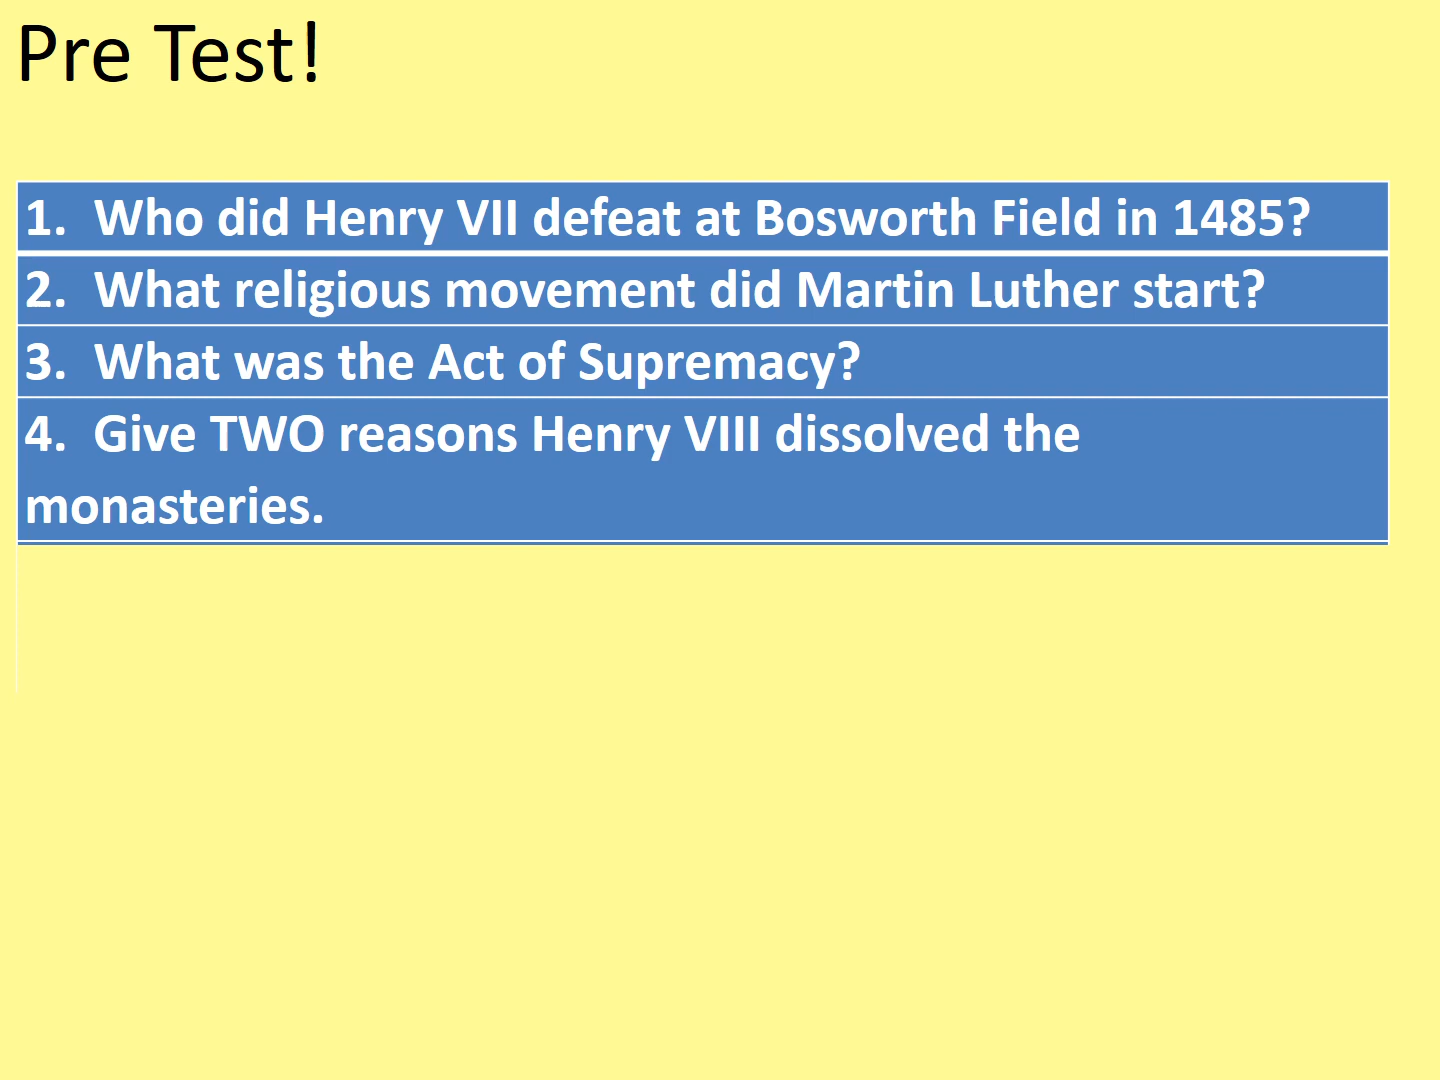 Pre Test!
1. Who did Henry VII defeat at Bosworth Field in 1485?
2. What religious movement did Martin Luther start?
3. What was the Act of Supremacy?
4. Give TWO reasons Henry VIII dissolved the
monasteries.